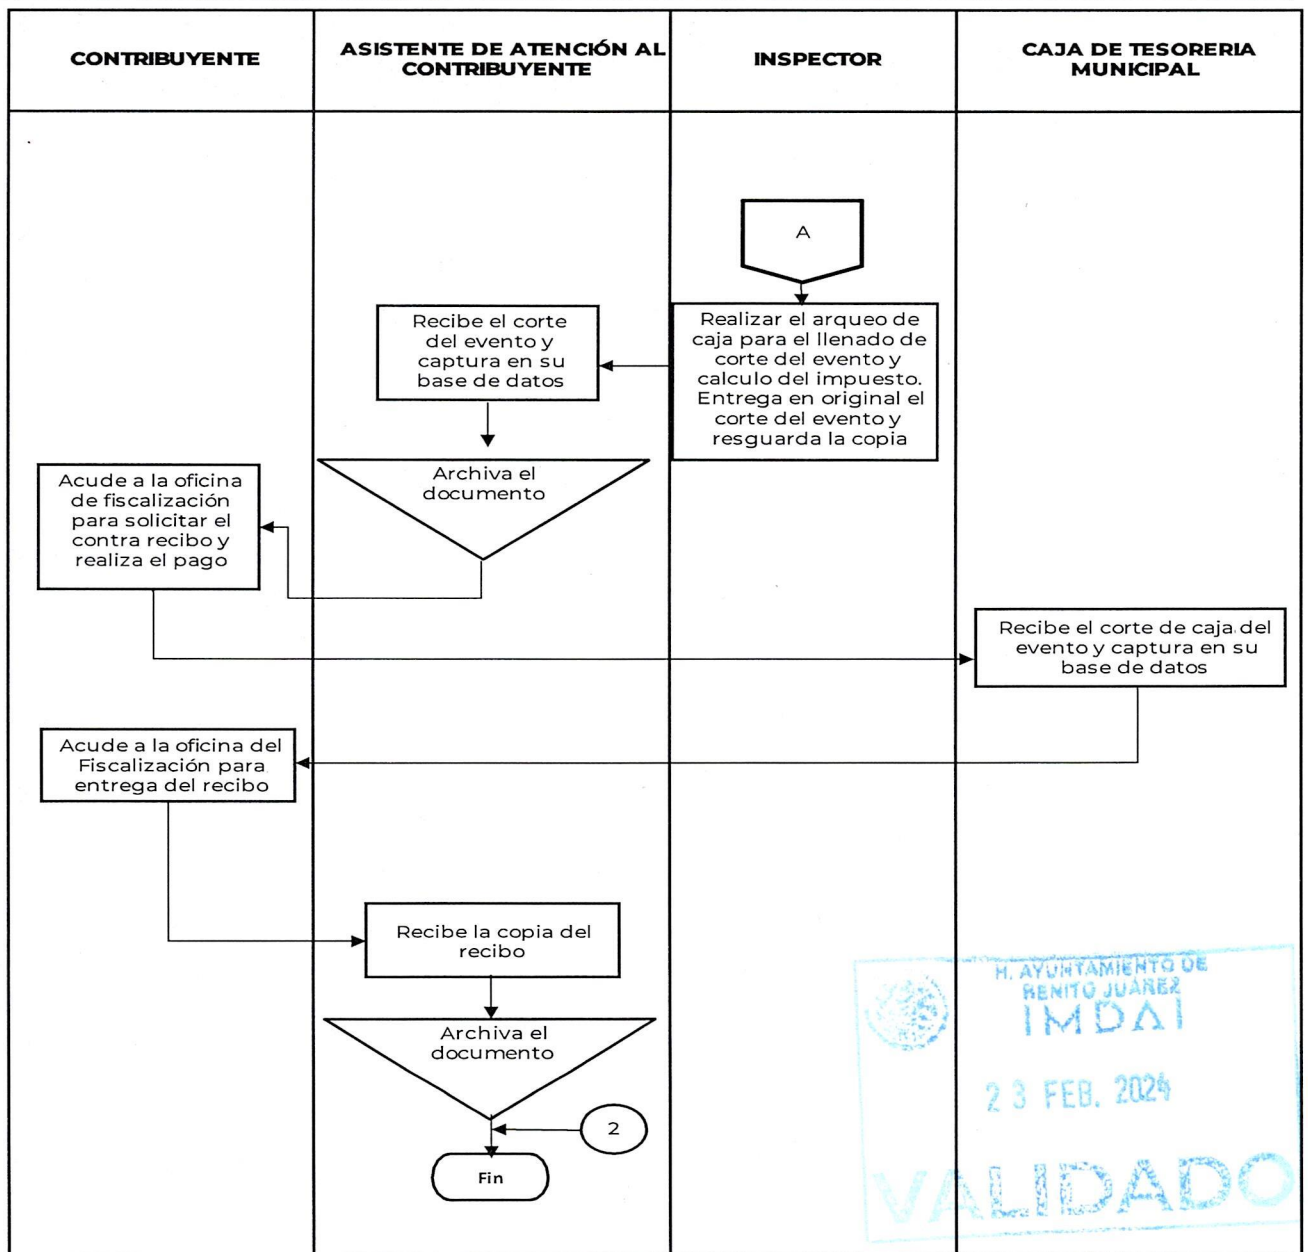 CONTRIBUYENTE
ASISTENTE DE ATENCIÓN AL
CONTRIBUYENTE
INSPECTOR
CAJA DE TESORERIA
MUNICIPAL
A
Realizar el arqueo de
caja para el llenado de
corte del evento y
calculo del impuesto.
Entrega en original el
corte del evento y
resguarda la copia
Recibe el corte
del evento y
captura en su
base de datos
Archiva el
documento
Acude a la oficina
de fiscalización
para solicitar el
contra recibo y
realiza el pago
Recibe el corte de caja del
evento y captura en su
base de datos
Acude a la oficina del
Fiscalización para
entrega del recibo
Recibe la copia del
recibo
Archiva el
documento
2
Fin
H. AYUNTAMIENTO DE
BENITO JUÁREZ
IMDAI
23 FEB. 2024
VALIDADO